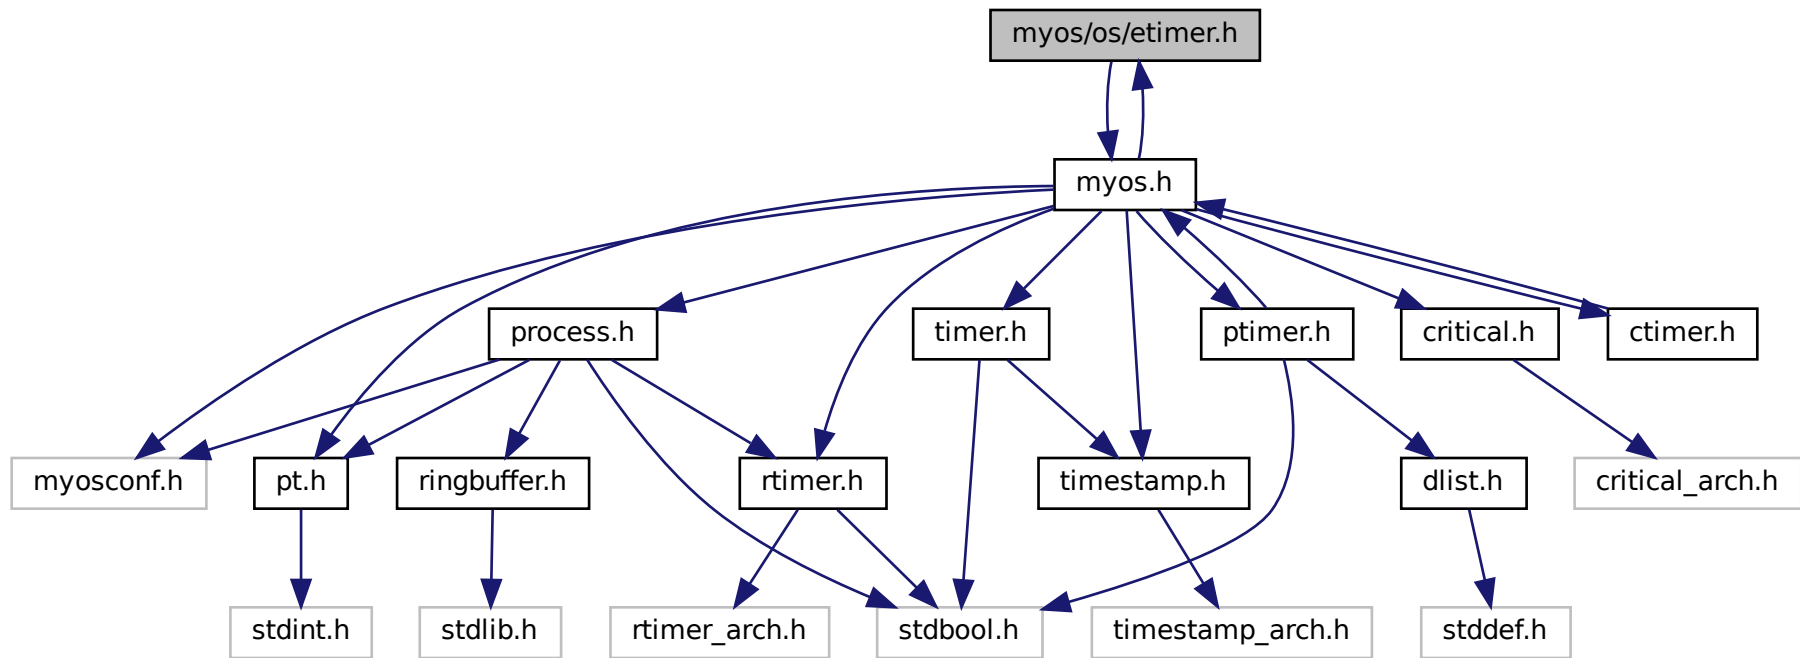 myos/os/etimer.h
myos.h
process.h
timer.h
ptimer.h
critical.h
ctimer.h
myosconf.h
pt.h
ringbuffer.h
rtimer.h
timestamp.h
dlist.h
critical_arch.h
stdint.h
stdlib.h
rtimer_arch.h
stdbool.h
timestamp_arch.h
stddef.h